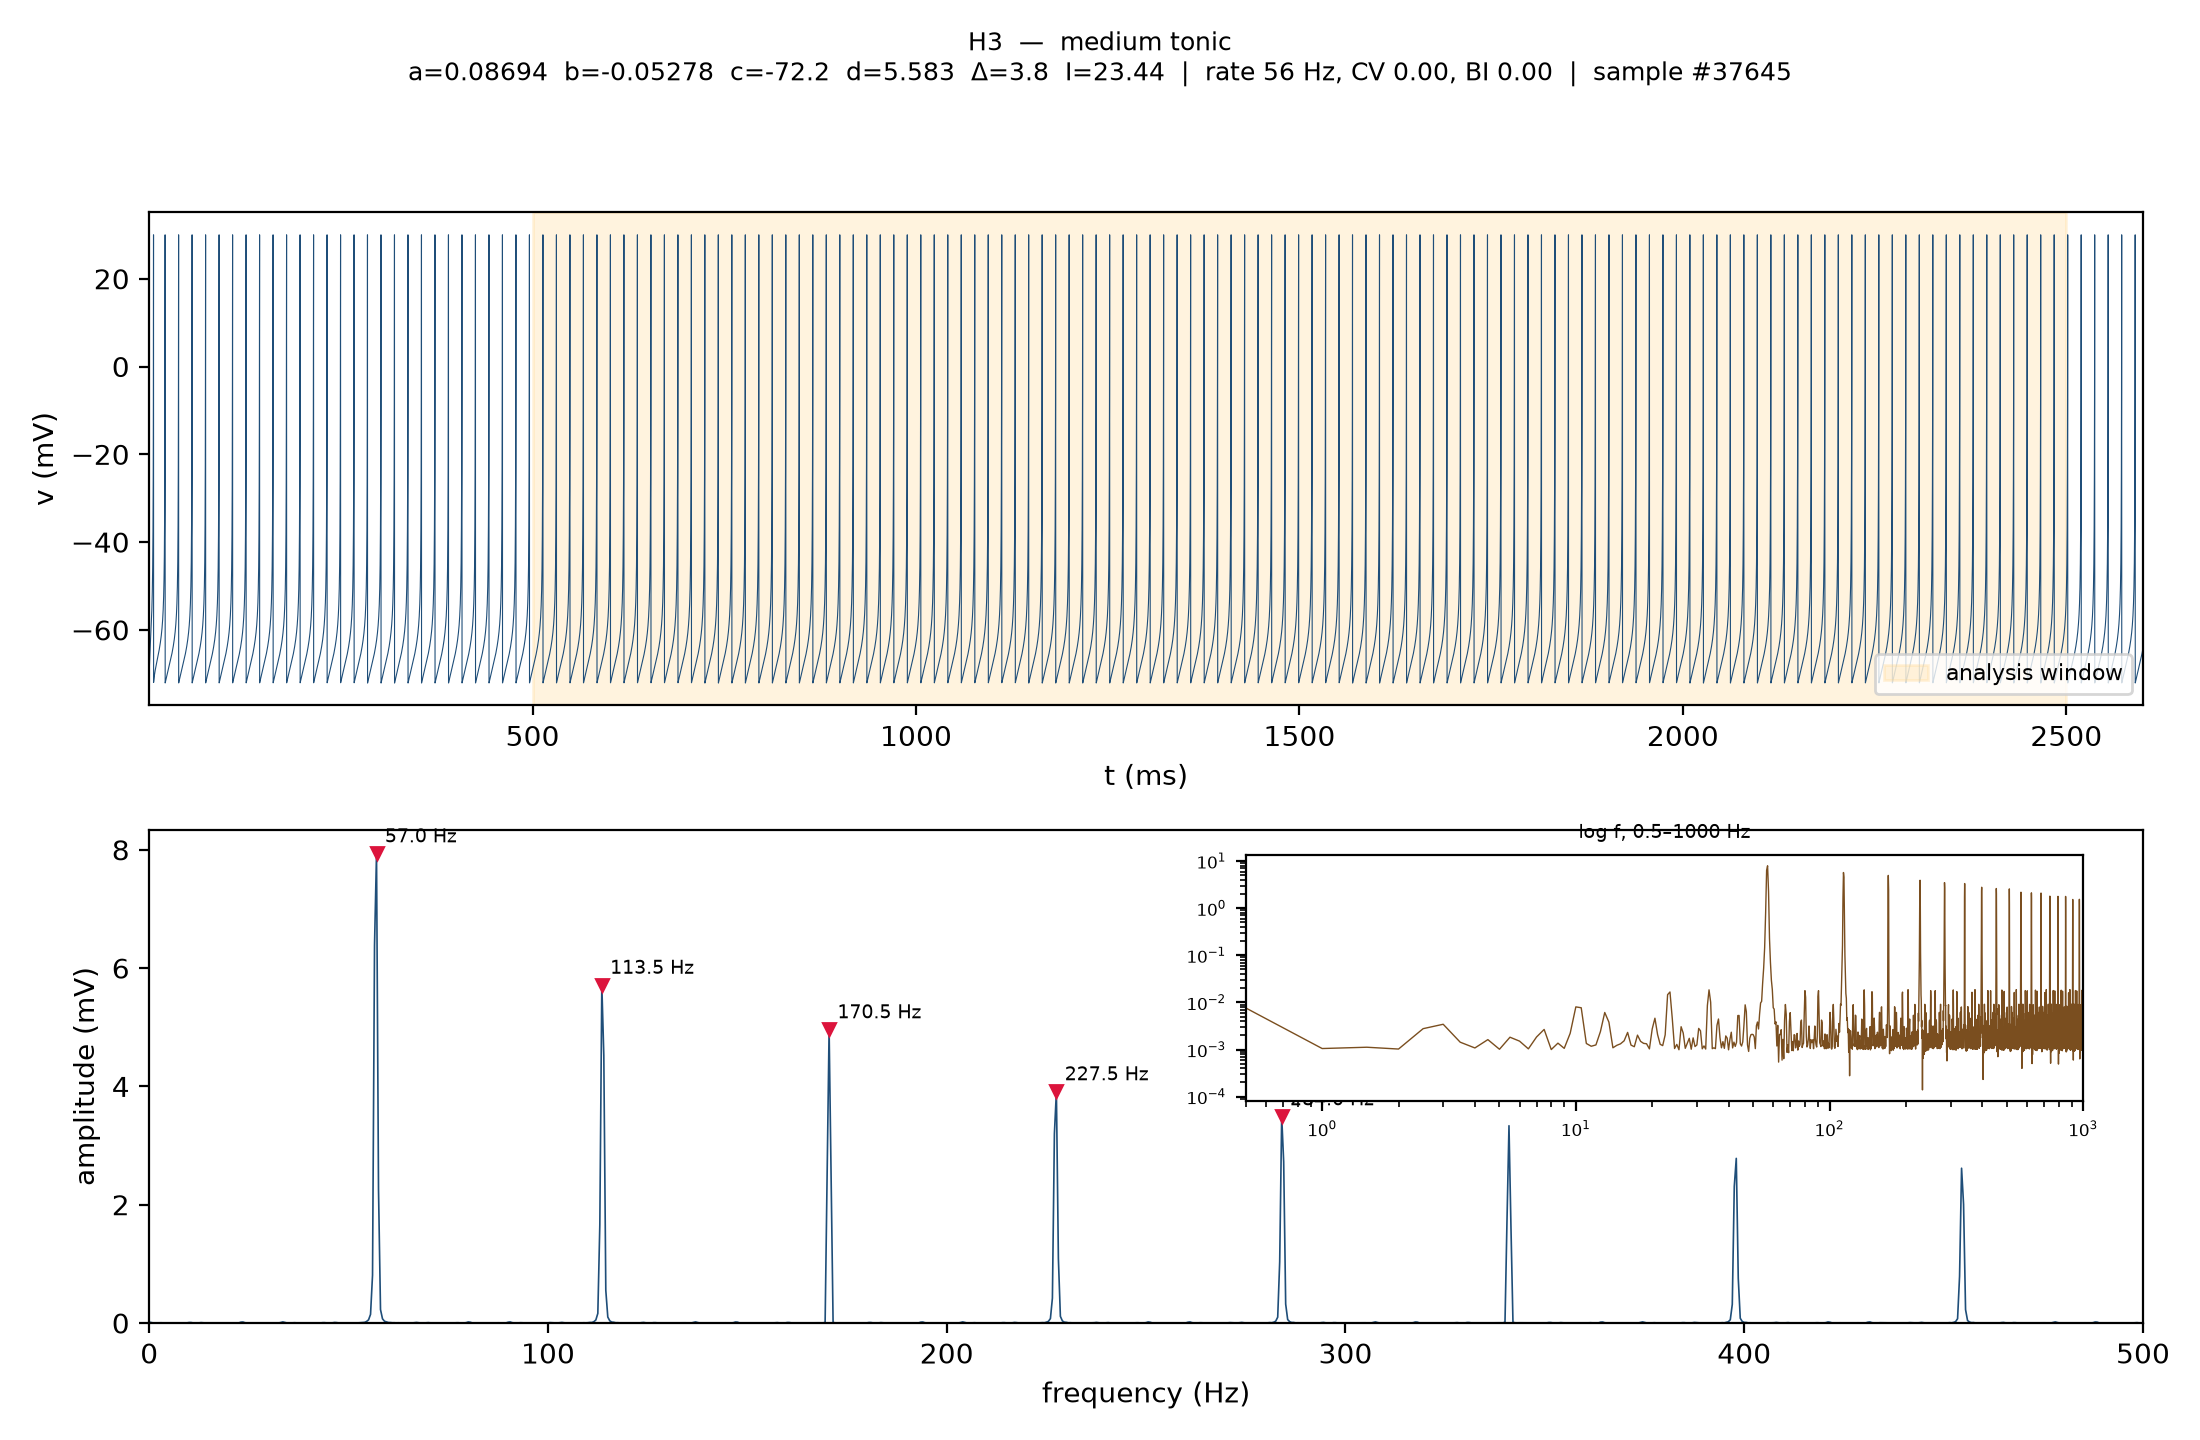 H3 — medium tonic
a=0.08694 b=-0.05278 c=-72.2 d=5.583 Δ=3.8 I=23.44 | rate 56 Hz, CV 0.00, BI 0.00 | sample #37645
20
0
−20
−40
−60
v (mV)
analysis window
500
1000
1500
2000
2500
t (ms)
8
6
4
2
0
amplitude (mV)
57.0 Hz
113.5 Hz
170.5 Hz
227.5 Hz
log f, 0.5–1000 Hz
10¹
10⁰
10⁻¹
10⁻²
10⁻³
10⁻⁴
10⁰
10¹
10²
10³
0
100
200
300
400
500
frequency (Hz)